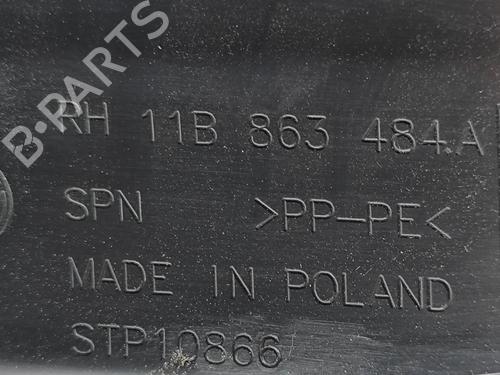 B-PARTS
RH 11B 863 484.A
SPN >PP-PE<
MADE IN POLAND
STP10866